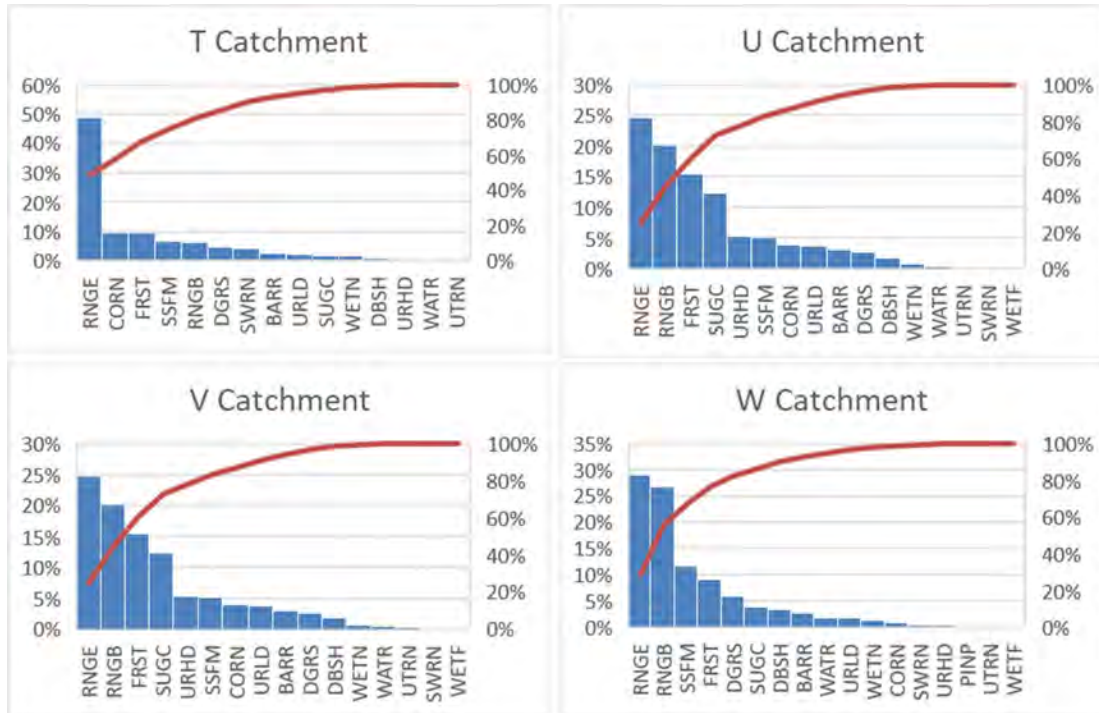 T Catchment
60%
50%
40%
30%
20%
10%
0%
100%
80%
60%
40%
20%
0%
RNGE
CORN
FRST
SSFM
RNGB
DGRS
SWRN
BARR
URLD
SUGC
WETN
DBSH
URHD
WATR
UTRN
U Catchment
30%
25%
20%
15%
10%
5%
0%
100%
80%
60%
40%
20%
0%
RNGE
RNGB
FRST
SUGC
URHD
SSFM
CORN
URLD
BARR
DGRS
DBSH
WETN
WATR
UTRN
SWRN
WETF
V Catchment
30%
25%
20%
15%
10%
5%
0%
100%
80%
60%
40%
20%
0%
RNGE
RNGB
FRST
SUGC
URHD
SSFM
CORN
URLD
BARR
DGRS
DBSH
WETN
WATR
UTRN
SWRN
WETF
W Catchment
35%
30%
25%
20%
15%
10%
5%
0%
100%
80%
60%
40%
20%
0%
RNGE
RNGB
SSFM
FRST
DGRS
SUGC
DBSH
BARR
WATR
URLD
WETN
CORN
SWRN
URHD
PINP
UTRN
WETF